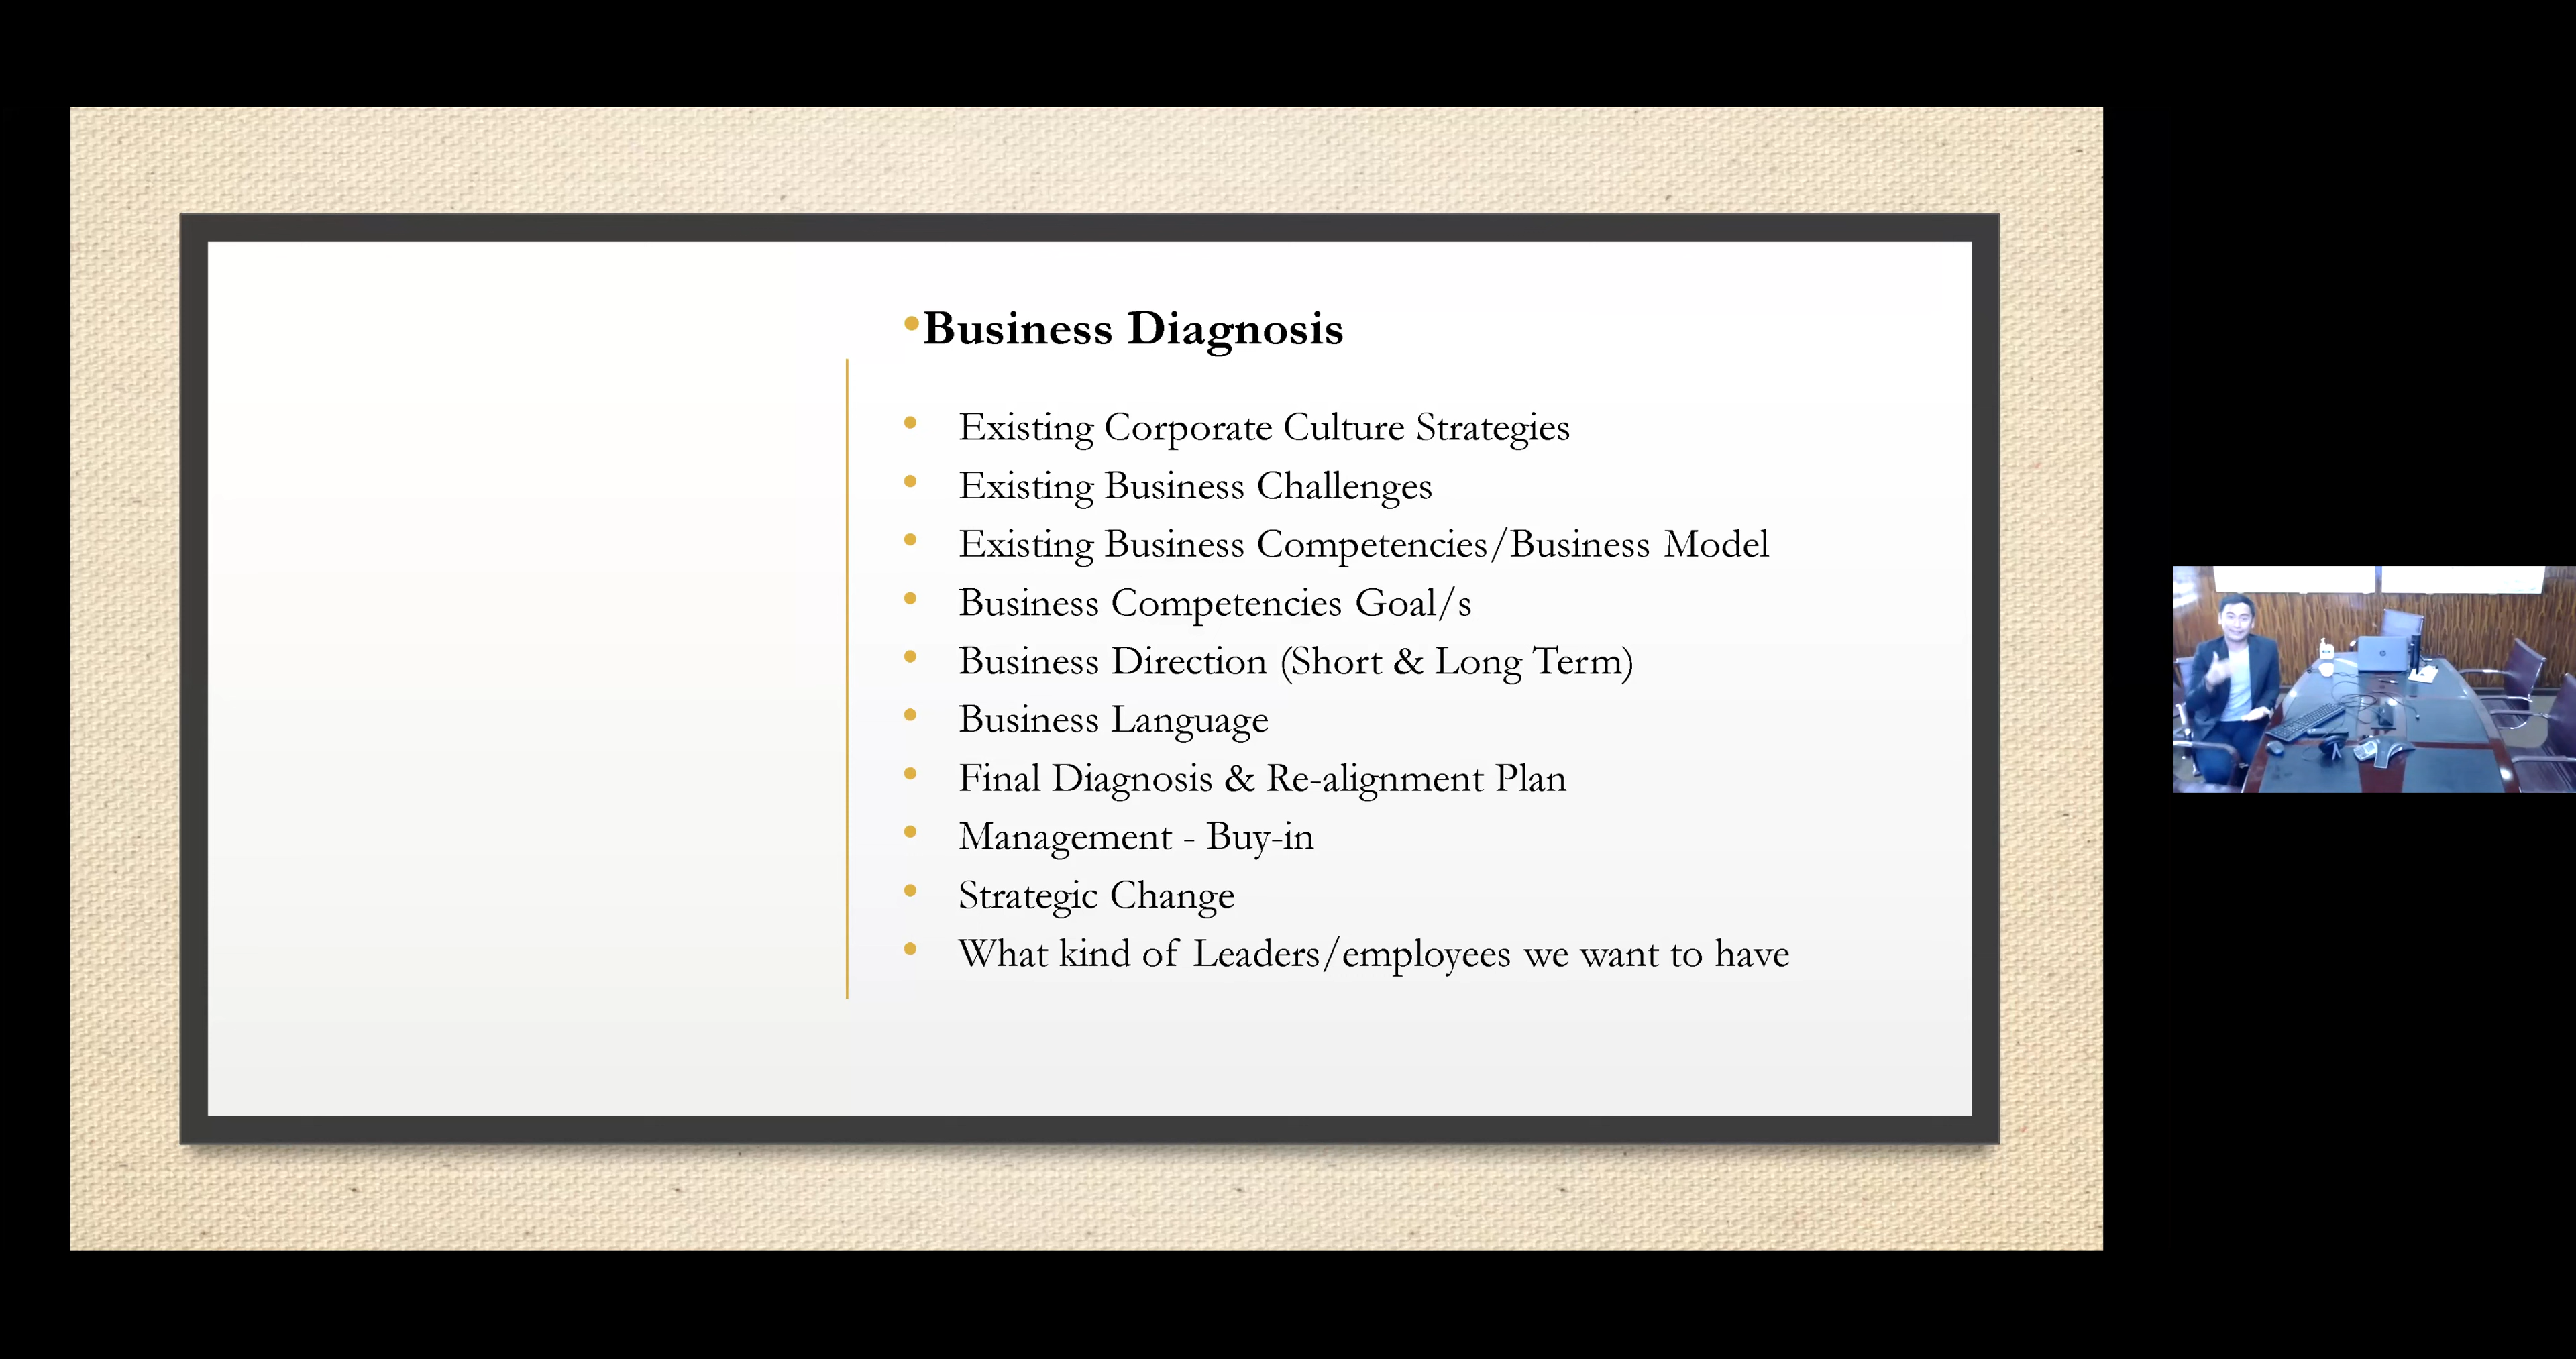 •Business Diagnosis
• Existing Corporate Culture Strategies
• Existing Business Challenges
• Existing Business Competencies/Business Model
• Business Competencies Goal/s
• Business Direction (Short & Long Term)
• Business Language
• Final Diagnosis & Re-alignment Plan
• Management - Buy-in
• Strategic Change
• What kind of Leaders/employees we want to have